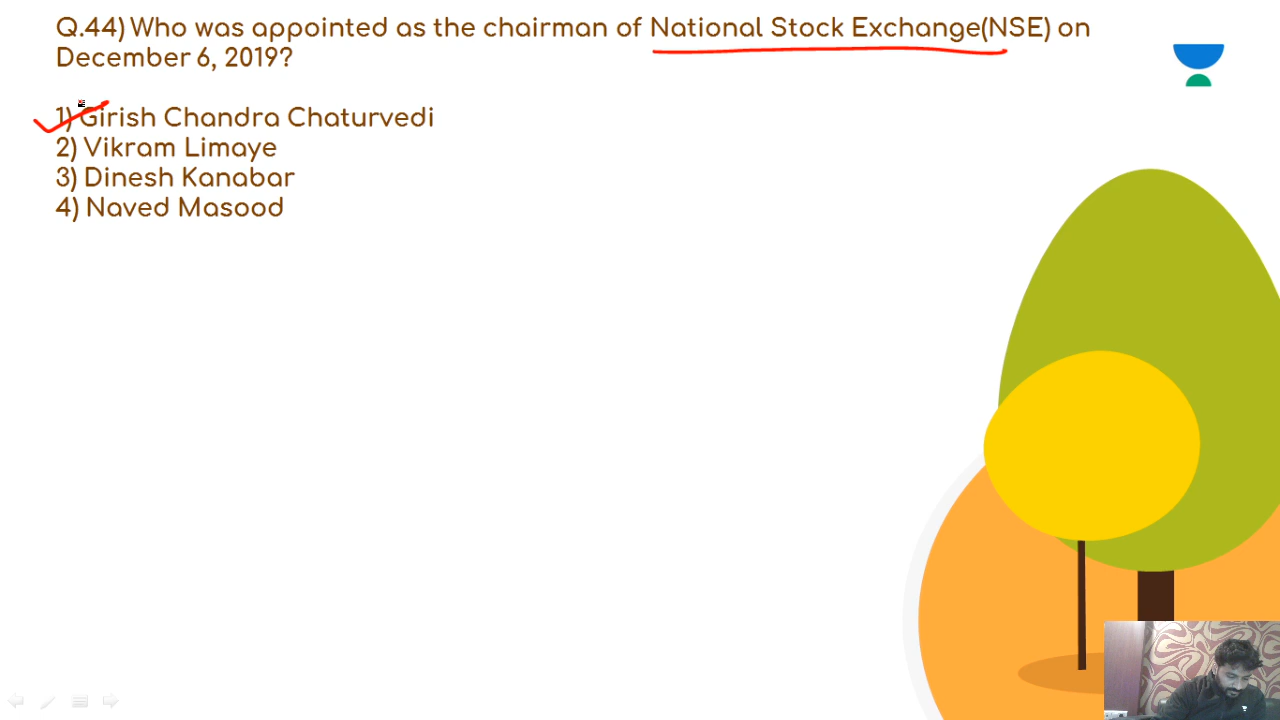 Q.44) Who was appointed as the chairman of National Stock Exchange(NSE) on
December 6, 2019?
1) Girish Chandra Chaturvedi
2) Vikram Limaye
3) Dinesh Kanabar
4) Naved Masood